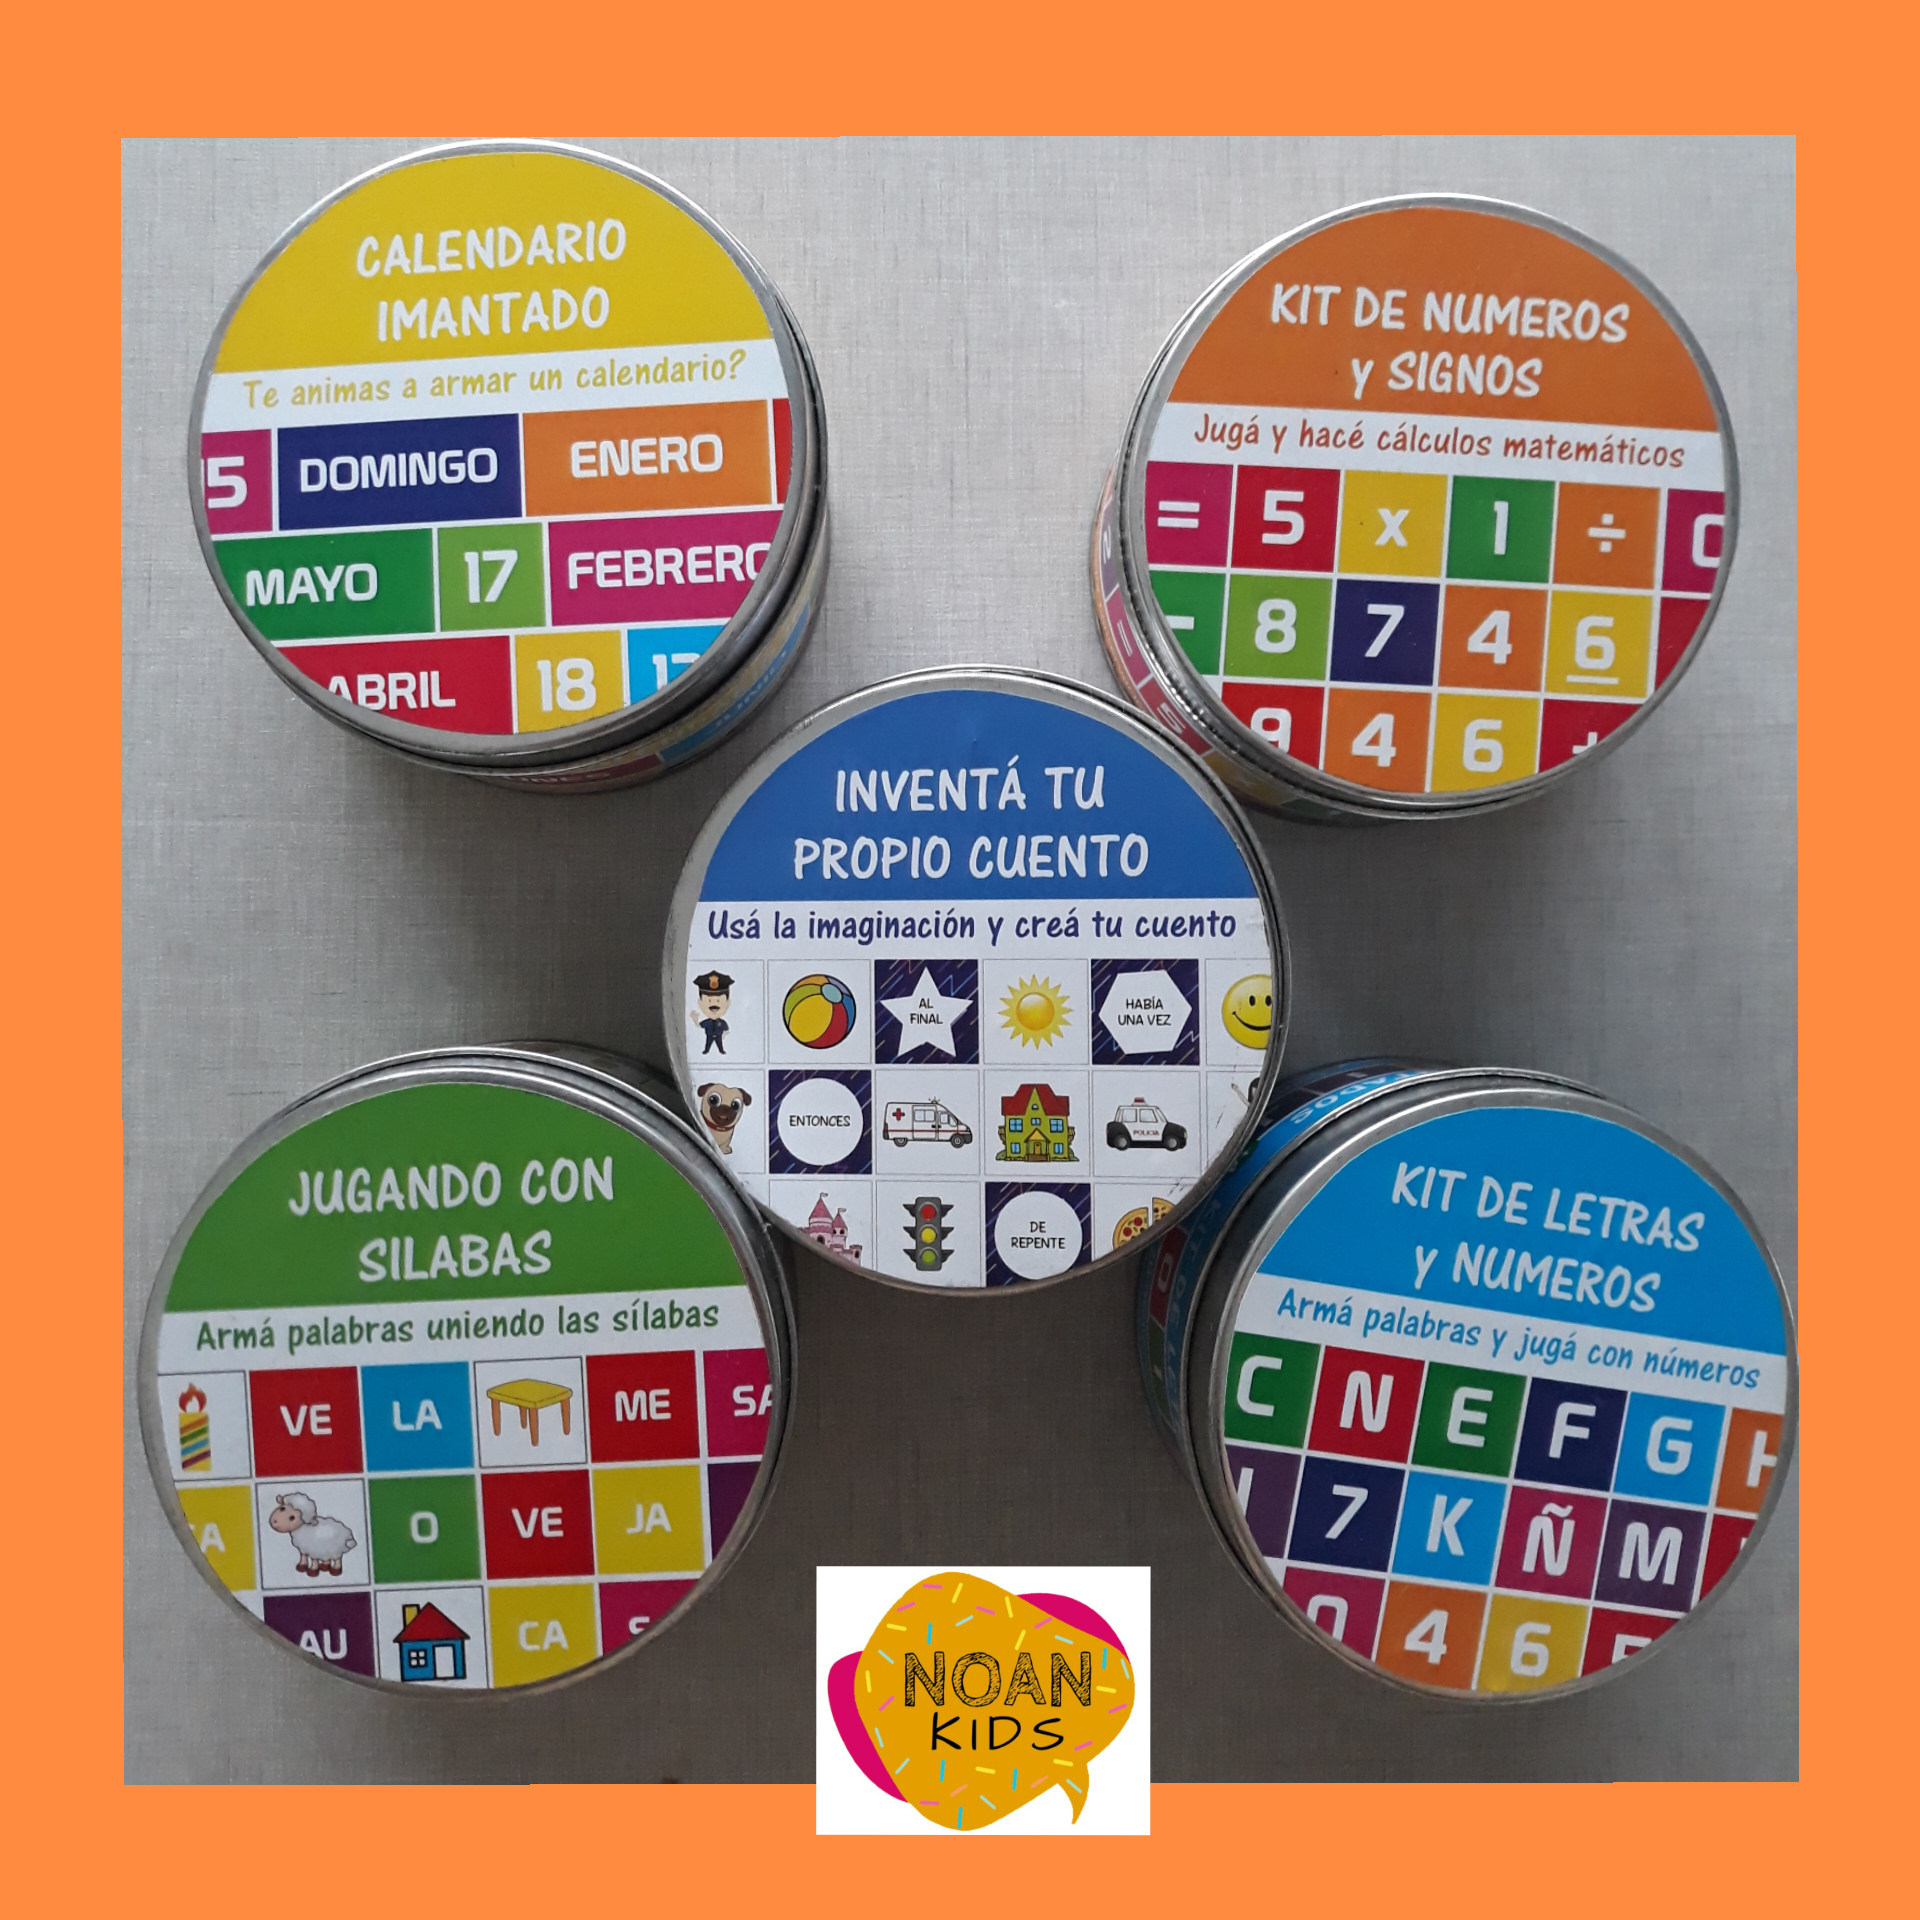 CALENDARIO
IMANTADO
Te animas a armar un calendario?
5 DOMINGO ENERO
MAYO 17 FEBRERO
ABRIL 18
KIT DE NUMEROS
y SIGNOS
Jugá y hacé cálculos matemáticos
= 5 x 1 ÷
- 8 7 4 6
9 4 6 +
INVENTÁ TU
PROPIO CUENTO
Usá la imaginación y creá tu cuento
AL
FINAL
HABÍA
UNA VEZ
ENTONCES
POLICIA
DE
REPENTE
JUGANDO CON
SILABAS
Armá palabras uniendo las sílabas
VE LA ME SA
O VE JA
AU CA
KIT DE LETRAS
y NUMEROS
Armá palabras y jugá con números
C N E F G H
7 K Ñ M
4 6
NOAN
KIDS